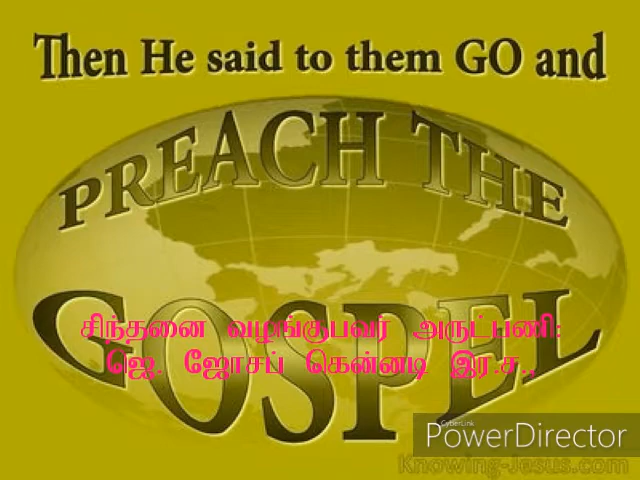 Then He said to them GO and
PREACH THE
GOSPEL
சிந்தனை வழங்குபவர் அருட்பணி:
ஜெ. ஜோசப் கென்னடி இர.ச.,
CyberLink
PowerDirector
Knowing-Jesus.com